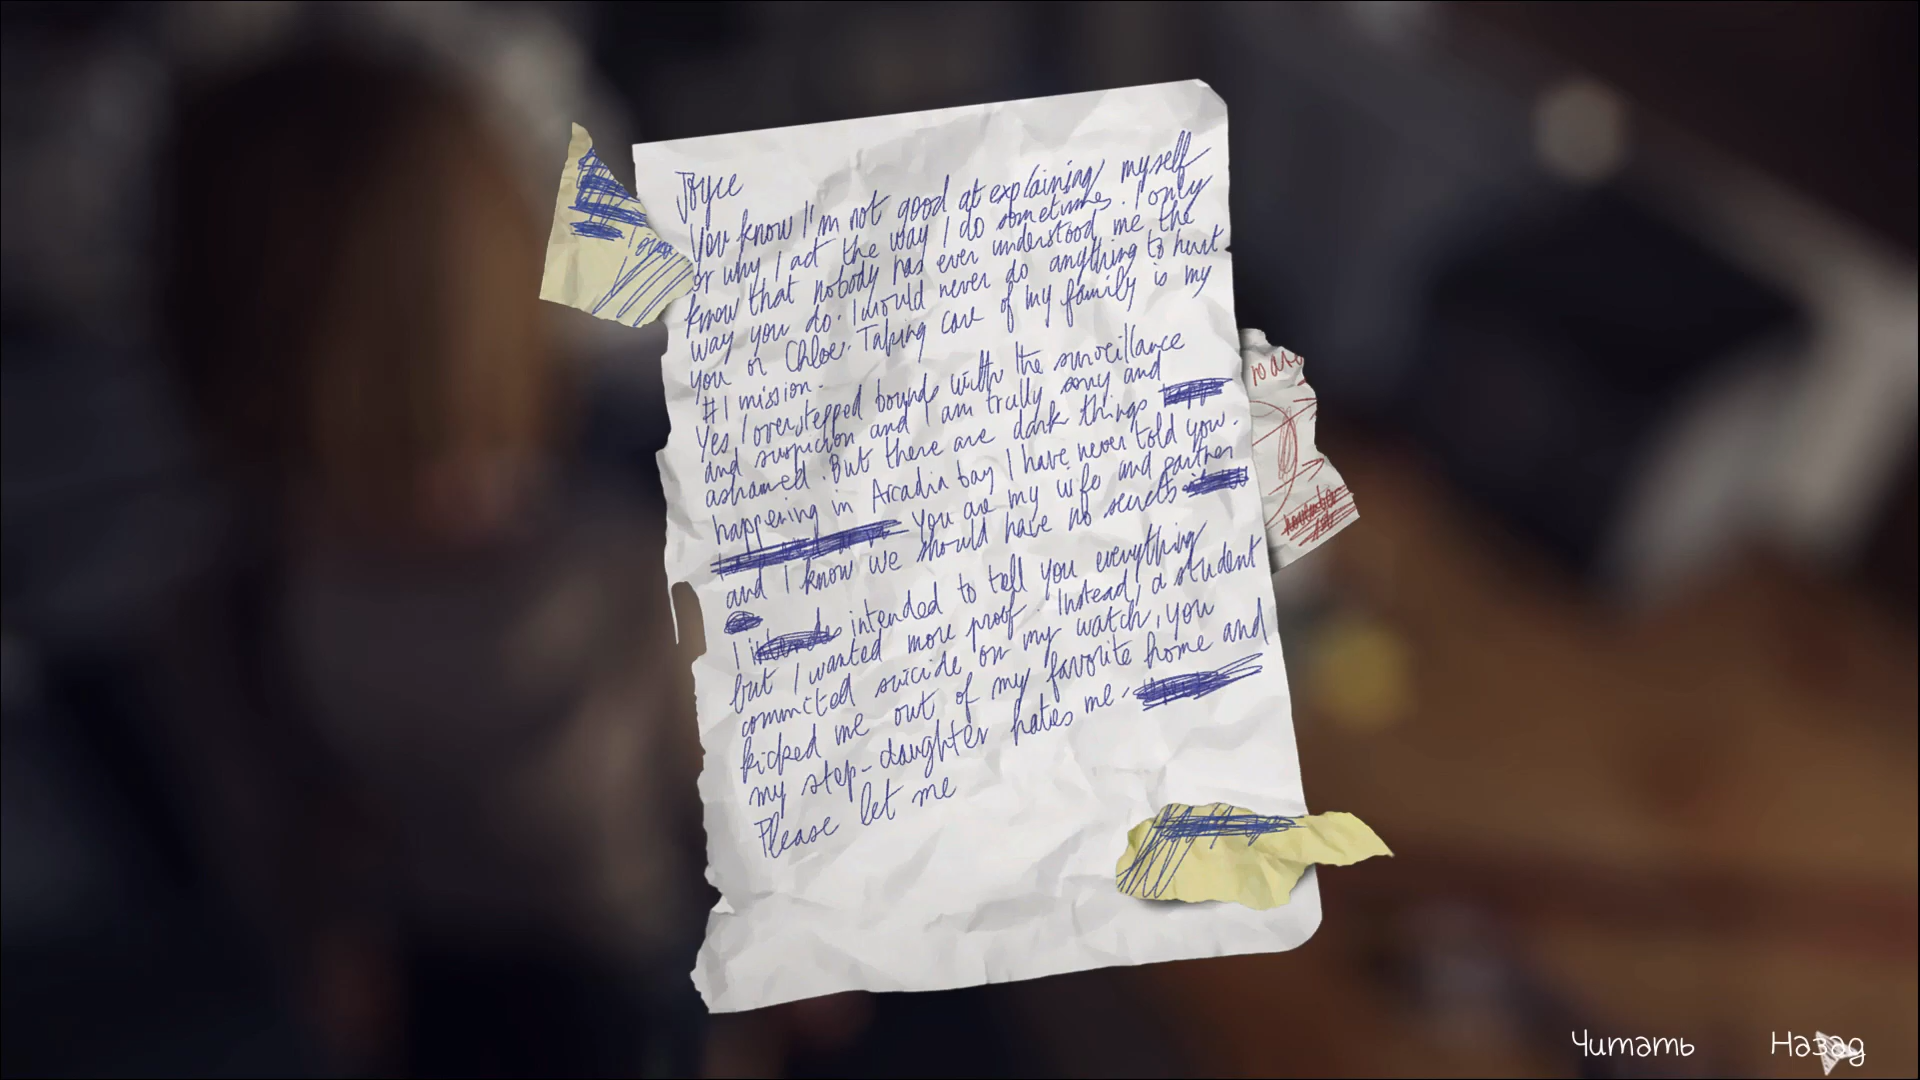 Joyce
You know I'm not good at explaining myself
or why I act the way I do sometimes. I only
know that nobody has ever understood me the
way you do. I would never do anything to hurt
you or Chloe. Taking care of my family is my
#1 mission.
Yes I overstepped bounds with the surveillance
and suspicion and I am trully sorry and
ashamed. But there are dark things
happening in Arcadia bay I have never told you.
You are my wife and partner
and I know we should have no secrets
I intended to tell you everything
but I wanted more proof. Instead, a student
committed suicide on my watch, you
kicked me out of my favorite home and
my step-daughter hates me.
Please let me
Читать
Назад